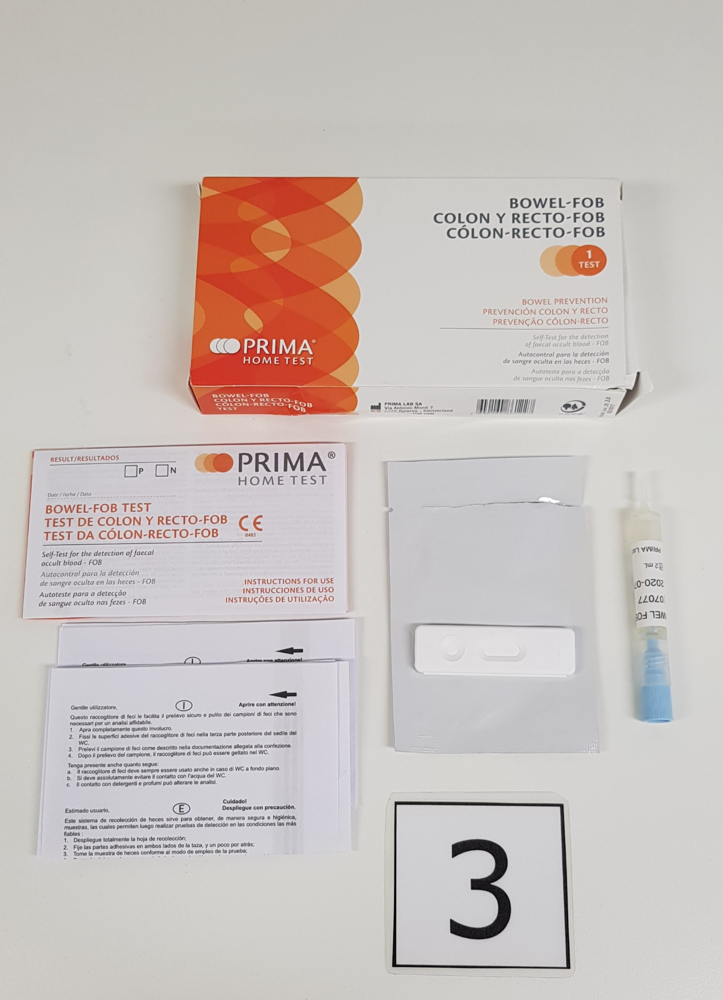 BOWEL-FOB
COLON Y RECTO-FOB
CÓLON-RECTO-FOB
1
TEST
BOWEL PREVENTION
PREVENCIÓN COLON Y RECTO
PREVENÇÃO CÓLON-RECTO
Self-Test for the detection
of faecal occult blood - FOB
Autocontrol para la detección
de sangre oculta en las heces - FOB
Autoteste para a detecção
de sangue oculto nas fezes - FOB
PRIMA®
HOME TEST
BOWEL-FOB
COLON Y RECTO-FOB
CÓLON-RECTO-FOB
TEST
PRIMA LAB SA
Via Antonio Monti 7
Balerna - Switzerland
RESULT/RESULTADOS
P N
PRIMA®
HOME TEST
Date / Fecha / Data
BOWEL-FOB TEST
TEST DE COLON Y RECTO-FOB
TEST DA CÓLON-RECTO-FOB
CE
0483
Self-Test for the detection of faecal
occult blood - FOB
Autocontrol para la detección
de sangre oculta en las heces - FOB
Autoteste para a detecção
de sangue oculto nas fezes - FOB
INSTRUCTIONS FOR USE
INSTRUCCIONES DE USO
INSTRUÇÕES DE UTILIZAÇÃO
PRIMA La
2 mL
2020-07
07077
WEL FOB
Gentile utilizzatore I Aprire con attenzione!
Gentile utilizzatore, I Aprire con attenzione!
Questo raccoglitore di feci le facilita il prelievo sicuro e pulito dei campioni di feci che sono
necessari per un analisi affidabile.
1. Apra completamente questo involucro.
2. Fissi le superfici adesive del raccoglitore di feci nella terza parte posteriore del sedile del
WC.
3. Prelevi il campione di feci come descritto nella documentazione allegata alla confezione.
4. Dopo il prelievo del campione, il raccoglitore di feci può essere gettato nel WC.
Tenga presente anche quanto segue:
a. Il raccoglitore di feci deve sempre essere usato anche in caso di WC a fondo piano.
b. Si deve assolutamente evitare il contatto con l'acqua del WC.
c. Il contatto con detergenti e profumi può alterare le analisi.
Cuidado!
Estimado usuario, E Despliegue con precaución.
Este sistema de recolección de heces sirve para obtener, de manera segura e higiénica,
muestras, las cuales permiten luego realizar pruebas de detección en las condiciones las más
fiables :
1. Despliegue totalmente la hoja de recolección;
2. Fije las partes adhesivas en ambos lados de la taza, y un poco por atrás;
3. Tome la muestra de heces conforme al modo de empleo de la prueba;
3